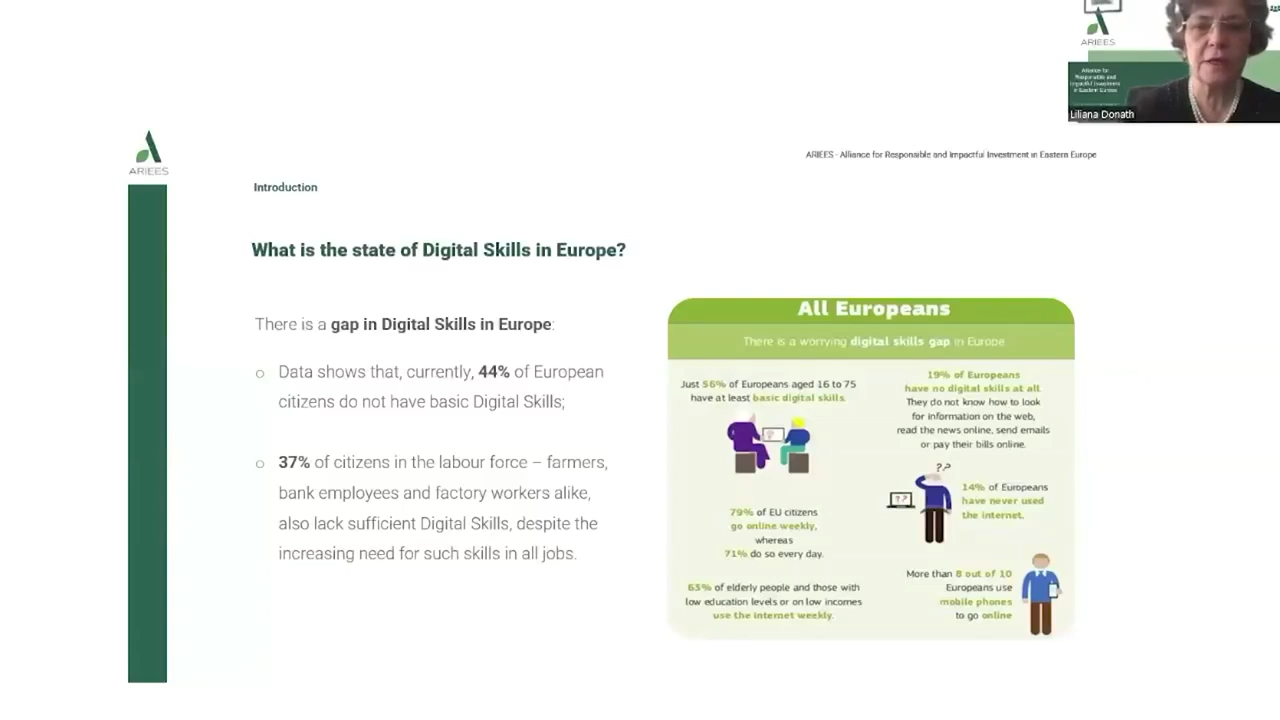 ARIEES
Alliance for
Responsible and
Impactful Investment
in Eastern Europe
Liliana Donath
ARIEES
ARIEES - Alliance for Responsible and Impactful Investment in Eastern Europe
Introduction
What is the state of Digital Skills in Europe?
There is a gap in Digital Skills in Europe:
Data shows that, currently, 44% of European
citizens do not have basic Digital Skills;
37% of citizens in the labour force – farmers,
bank employees and factory workers alike,
also lack sufficient Digital Skills, despite the
increasing need for such skills in all jobs.
All Europeans
There is a worrying digital skills gap in Europe
Just 56% of Europeans aged 16 to 75
have at least basic digital skills.
?
79% of EU citizens
go online weekly,
whereas
71% do so every day.
63% of elderly people and those with
low education levels or on low incomes
use the internet weekly.
19% of Europeans
have no digital skills at all.
They do not know how to look
for information on the web,
read the news online, send emails
or pay their bills online.
??
??
14% of Europeans
have never used
the internet.
More than 8 out of 10
Europeans use
mobile phones
to go online